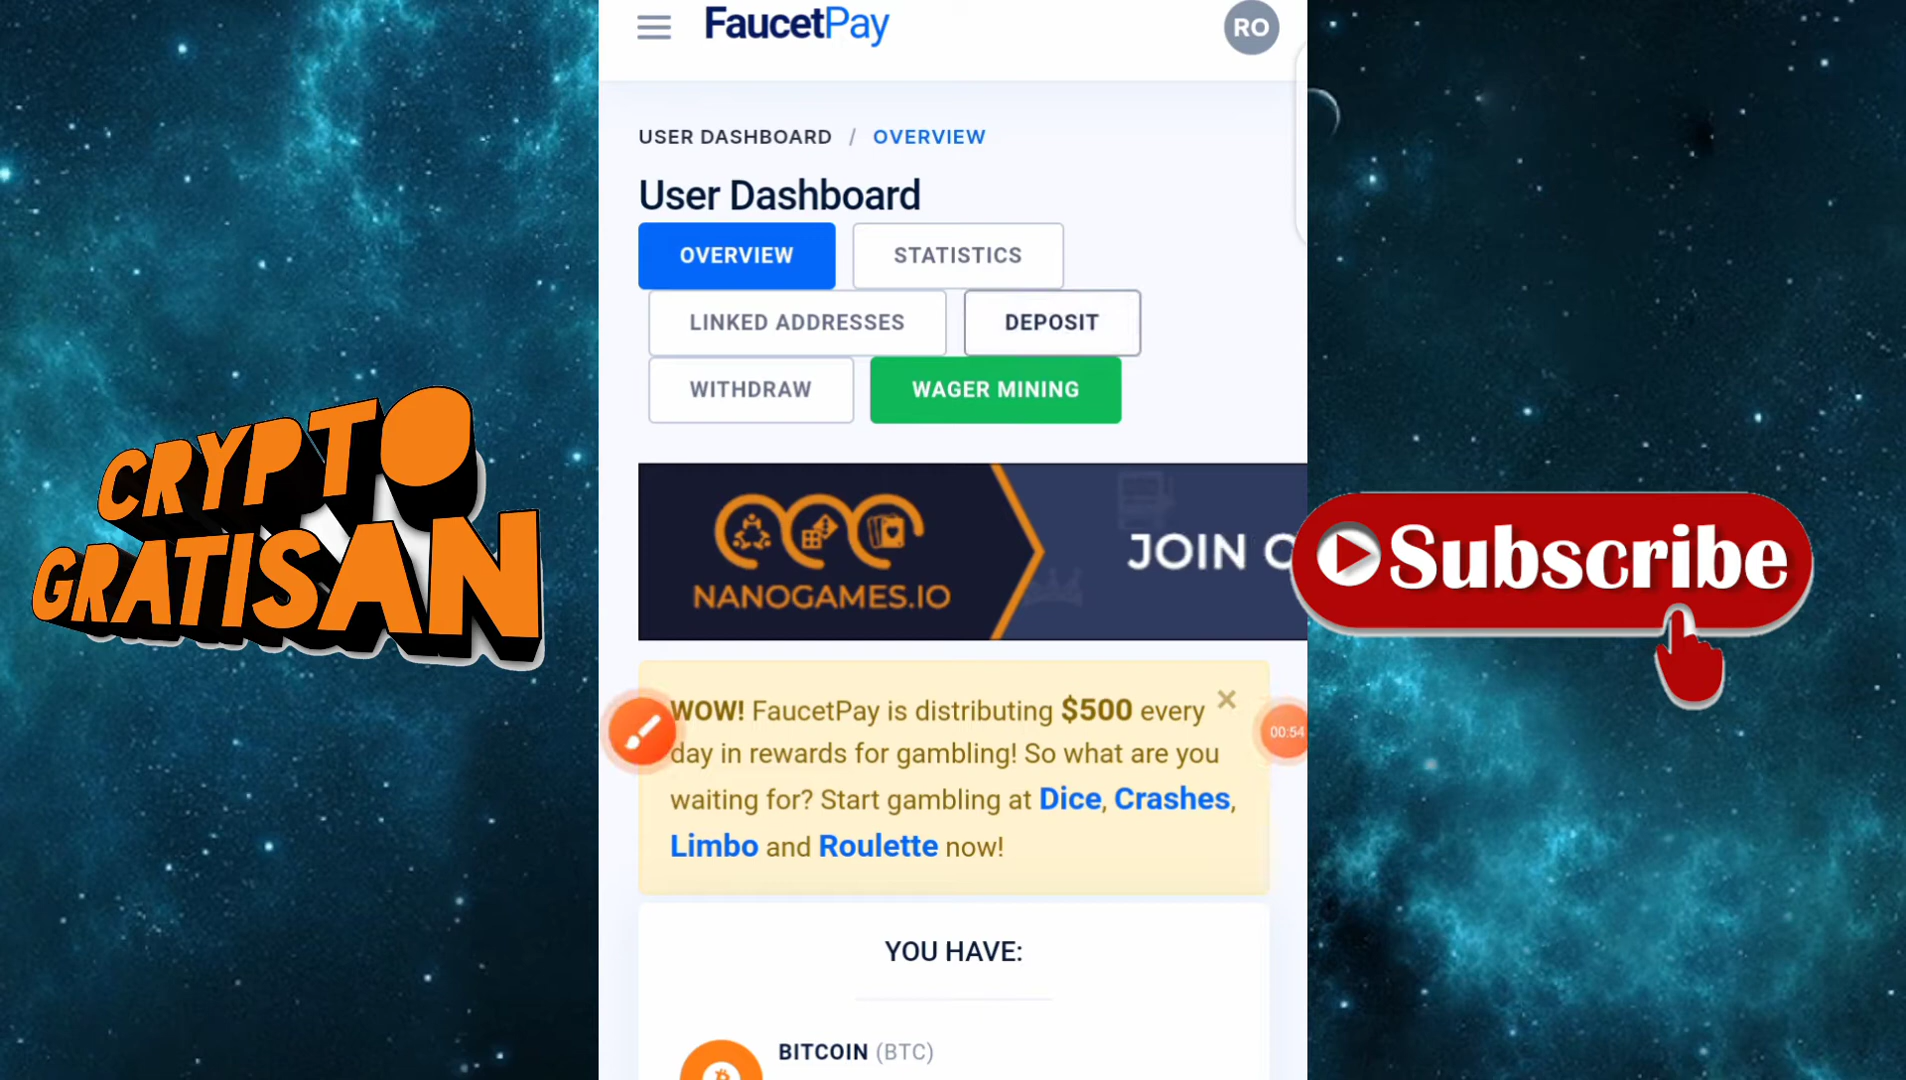 FaucetPay
RO
USER DASHBOARD / OVERVIEW
User Dashboard
OVERVIEW
STATISTICS
LINKED ADDRESSES
DEPOSIT
WITHDRAW
WAGER MINING
CRYPTO
GRATISAN
NANOGAMES.IO
JOIN
Subscribe
WOW! FaucetPay is distributing $500 every
day in rewards for gambling! So what are you
waiting for? Start gambling at Dice, Crashes,
Limbo and Roulette now!
×
00:54
YOU HAVE:
BITCOIN (BTC)